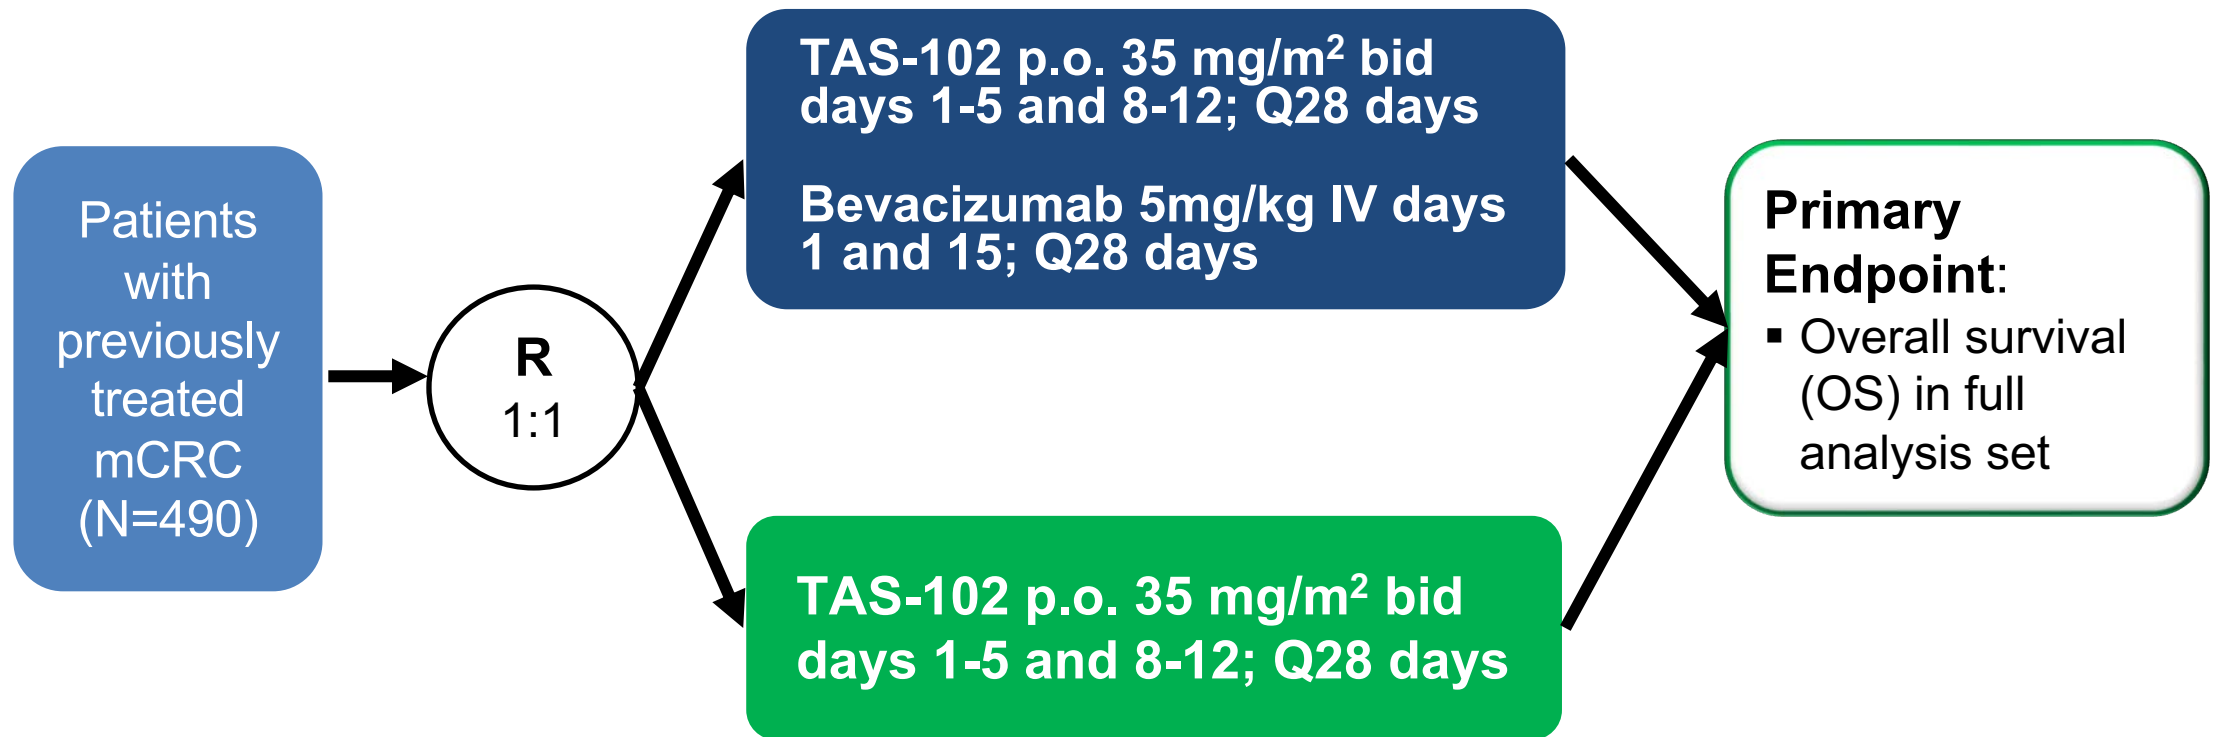 Patients
with
previously
treated
mCRC
(N=490)
R
1:1
TAS-102 p.o. 35 mg/m² bid
days 1-5 and 8-12; Q28 days
Bevacizumab 5mg/kg IV days
1 and 15; Q28 days
TAS-102 p.o. 35 mg/m² bid
days 1-5 and 8-12; Q28 days
Primary
Endpoint:
▪ Overall survival
(OS) in full
analysis set